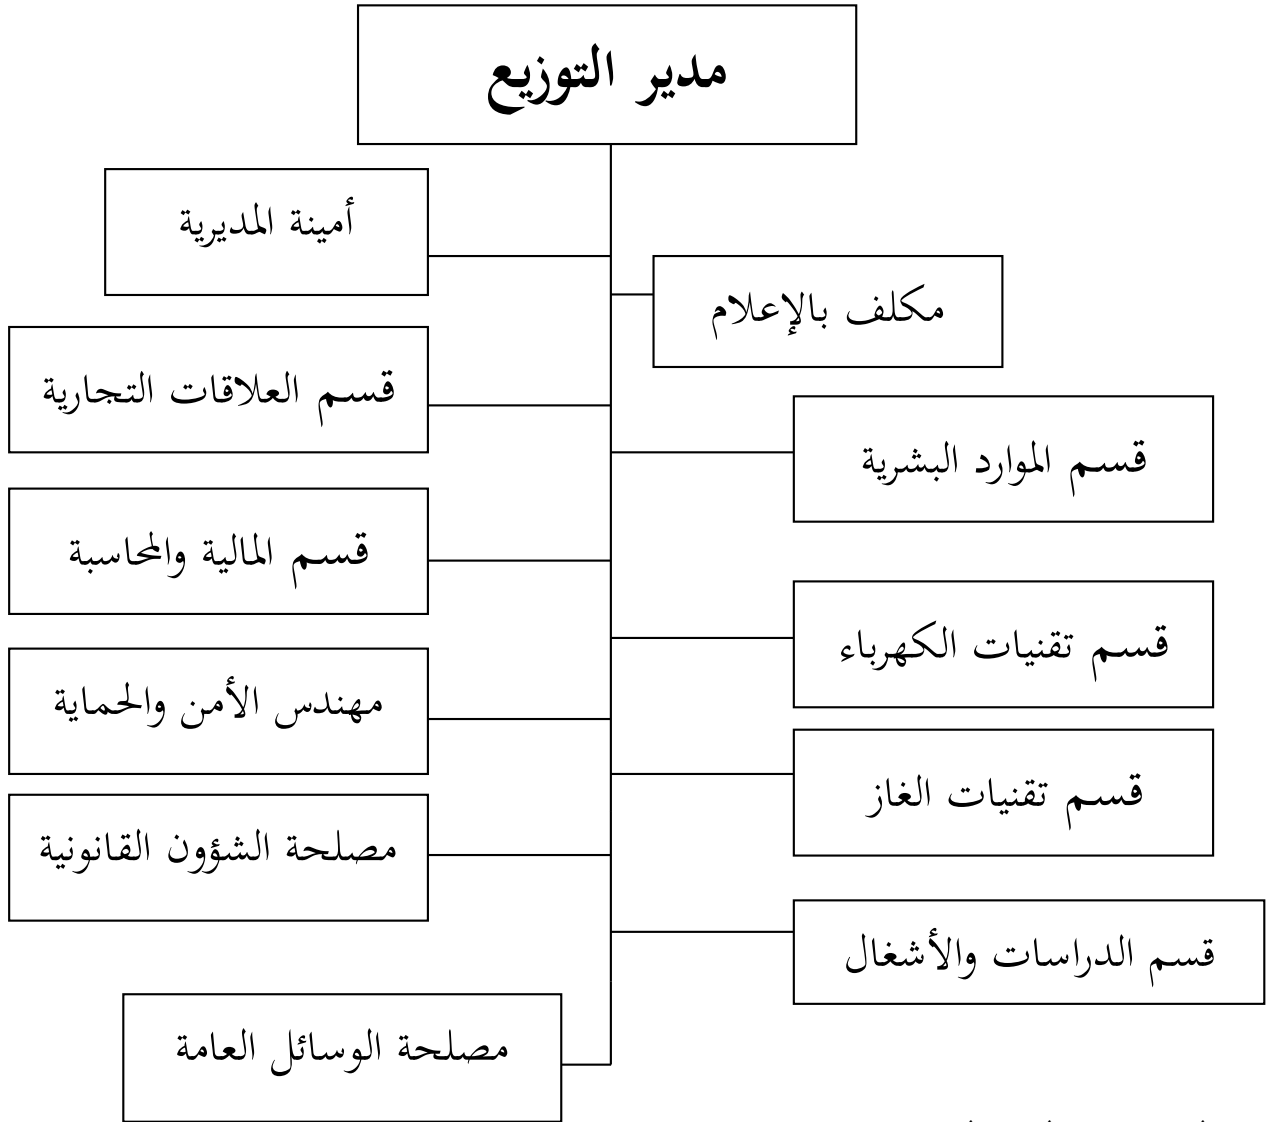 مدير التوزيع
أمينة المديرية
مكلف بالإعلام
قسم العلاقات التجارية
قسم الموارد البشرية
قسم المالية والمحاسبة
قسم تقنيات الكهرباء
مهندس الأمن والحماية
قسم تقنيات الغاز
مصلحة الشؤون القانونية
قسم الدراسات والأشغال
مصلحة الوسائل العامة